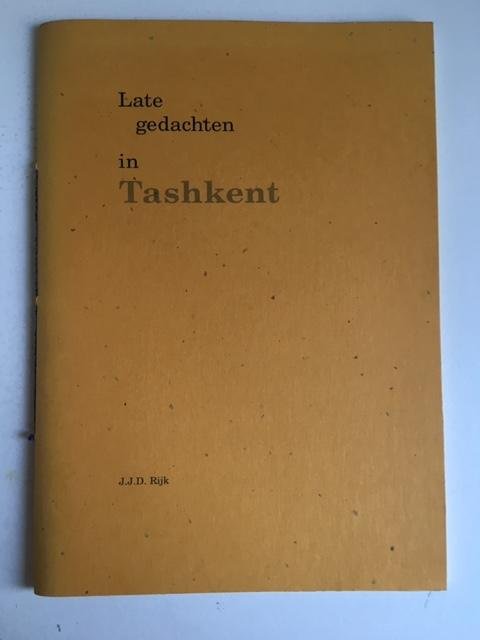 Late
gedachten
in
Tashkent
J.J.D. Rijk